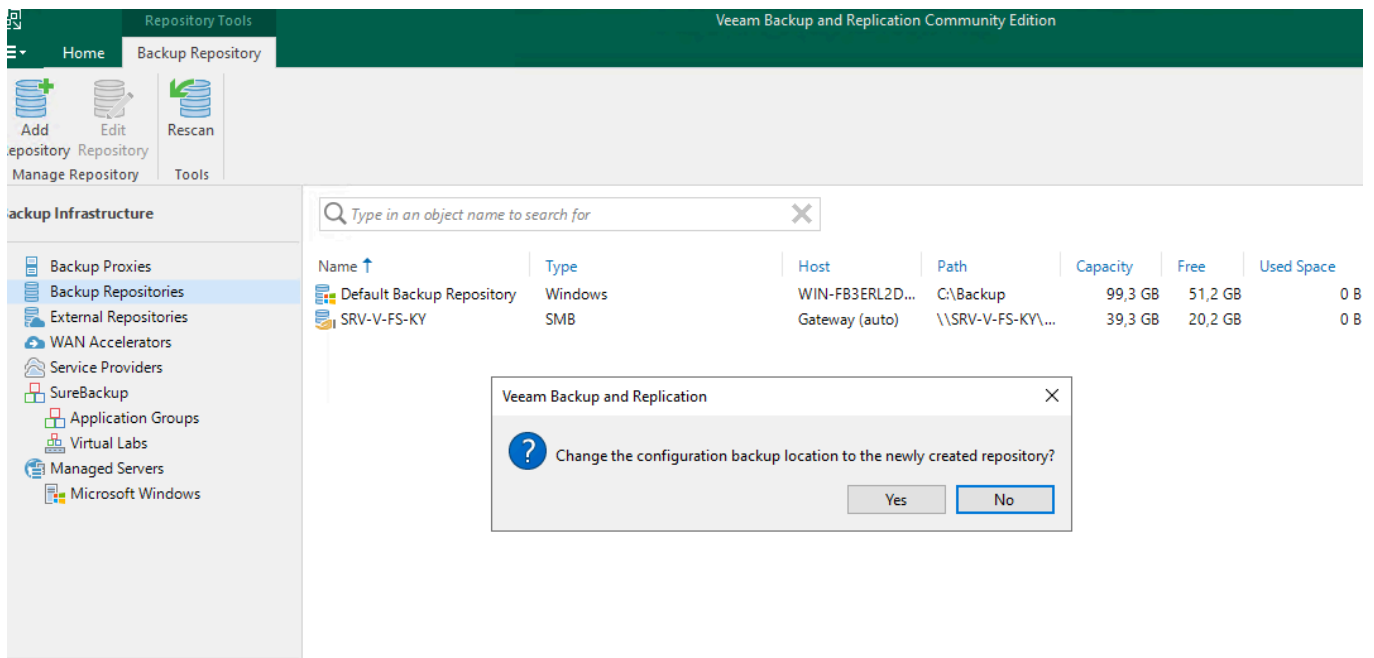 Repository Tools
Veeam Backup and Replication Community Edition
Home
Backup Repository
Add
Edit
Rescan
Repository
Manage Repository
Tools
Infrastructure
Type in an object name to search for
Backup Proxies
Backup Repositories
External Repositories
WAN Accelerators
Service Providers
SureBackup
Application Groups
Virtual Labs
Managed Servers
Microsoft Windows
Name Type Host Path Capacity Free Used Space
Default Backup Repository Windows WIN-FB3ERL2D... C:\Backup 99,3 GB 51,2 GB 0 B
SRV-V-FS-KY SMB Gateway (auto) \\SRV-V-FS-KY\... 39,3 GB 20,2 GB 0 B
Veeam Backup and Replication
Change the configuration backup location to the newly created repository?
Yes
No